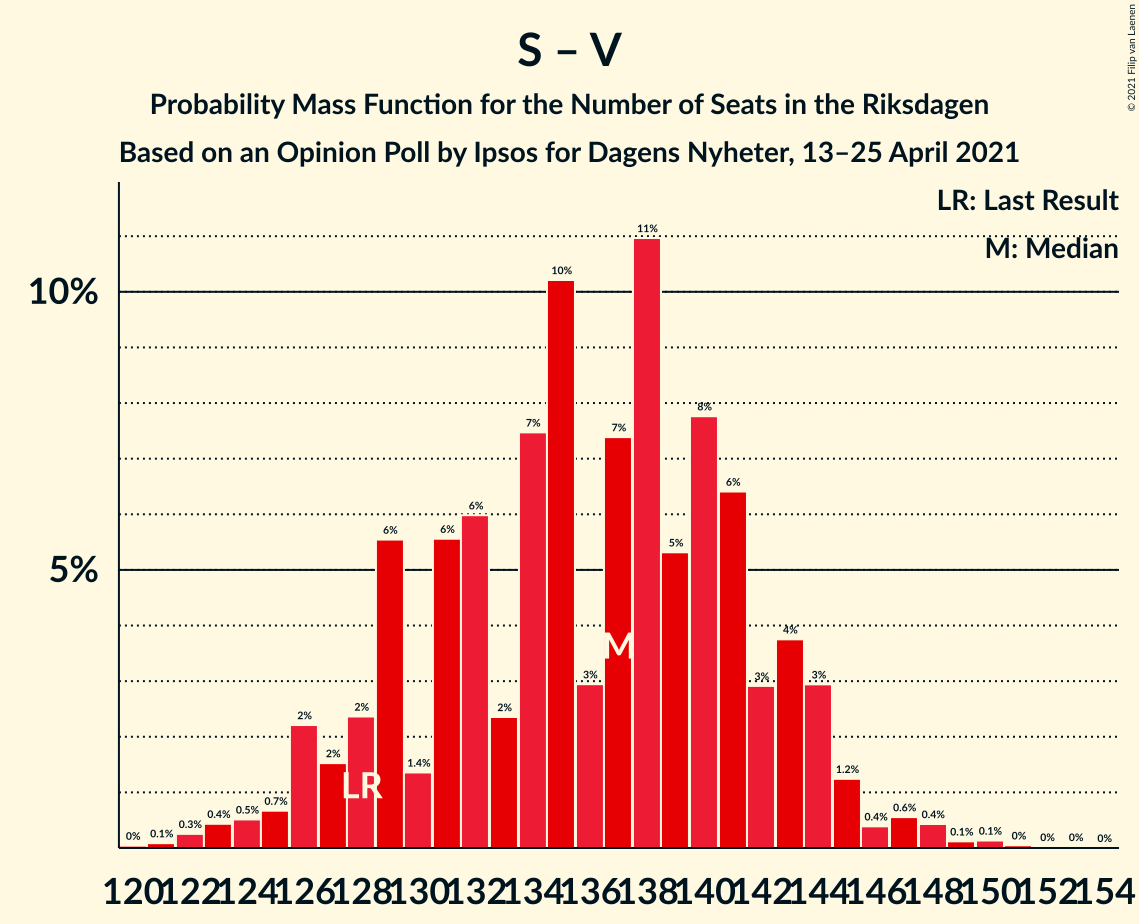 S – V
Probability Mass Function for the Number of Seats in the Riksdagen
Based on an Opinion Poll by Ipsos for Dagens Nyheter, 13–25 April 2021
© 2021 Filip van Laenen
LR: Last Result
M: Median
10%
5%
0% 0.1% 0.3% 0.4% 0.5% 0.7% 2% 2% 2% 6% 1.4% 6% 6% 2% 7% 10% 3% 7% 11% 5% 8% 6% 3% 4% 3% 1.2% 0.4% 0.6% 0.4% 0.1% 0.1% 0% 0% 0% 0%
LR
M
120 122 124 126 128 130 132 134 136 138 140 142 144 146 148 150 152 154